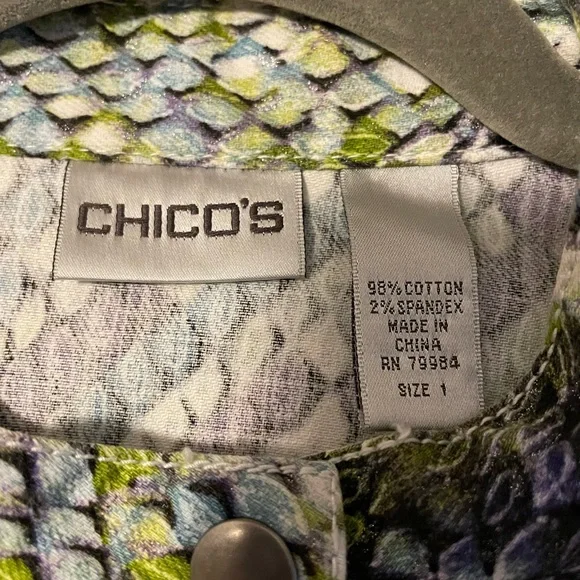 CHICO'S
98% COTTON
2% SPANDEX
MADE IN
CHINA
RN 79984
SIZE 1